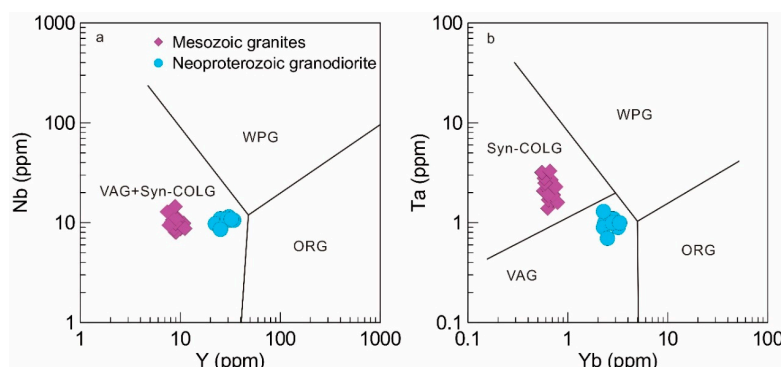 1000
a
Mesozoic granites
Neoproterozoic granodiorite
100
WPG
VAG+Syn-COLG
10
ORG
1
1
10
100
1000
Nb (ppm)
Y (ppm)
100
b
WPG
10
Syn-COLG
1
VAG
ORG
0.1
0.1
1
10
100
Ta (ppm)
Yb (ppm)